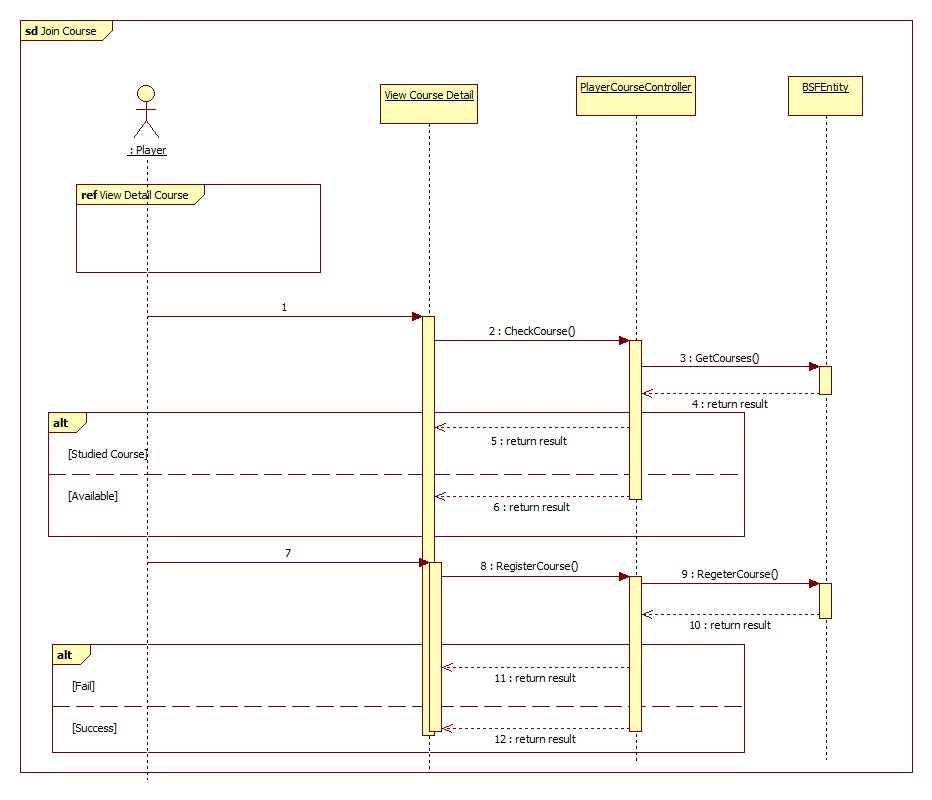 sd Join Course
View Course Detail
PlayerCourseController
BSFEntity
: Player
ref View Detail Course
1
2 : CheckCourse()
3 : GetCourses()
4 : return result
alt
5 : return result
[Studied Course]
[Available]
6 : return result
7
8 : RegisterCourse()
9 : RegeterCourse()
10 : return result
alt
11 : return result
[Fail]
[Success]
12 : return result